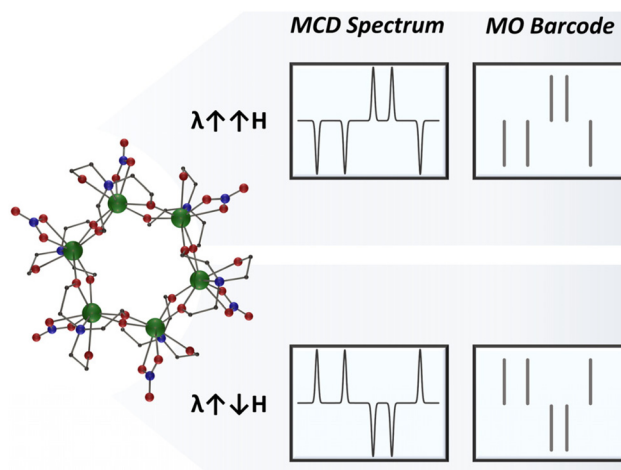 MCD Spectrum MO Barcode
λ↑↑H
λ↑↓H